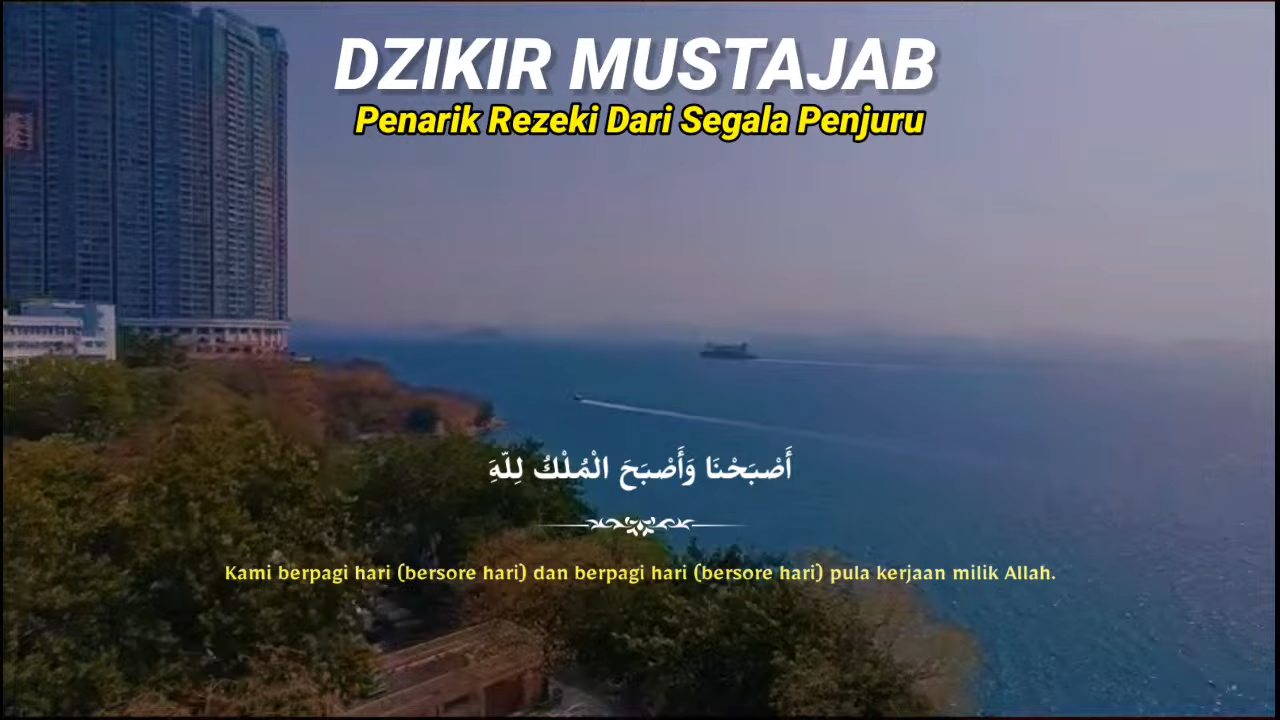 DZIKIR MUSTAJAB
Penarik Rezeki Dari Segala Penjuru
أَصْبَحْنَا وَأَصْبَحَ الْمُلْكُ لِلّهَِ
Kami berpagi hari (bersore hari) dan berpagi hari (bersore hari) pula kerjaan milik Allah.